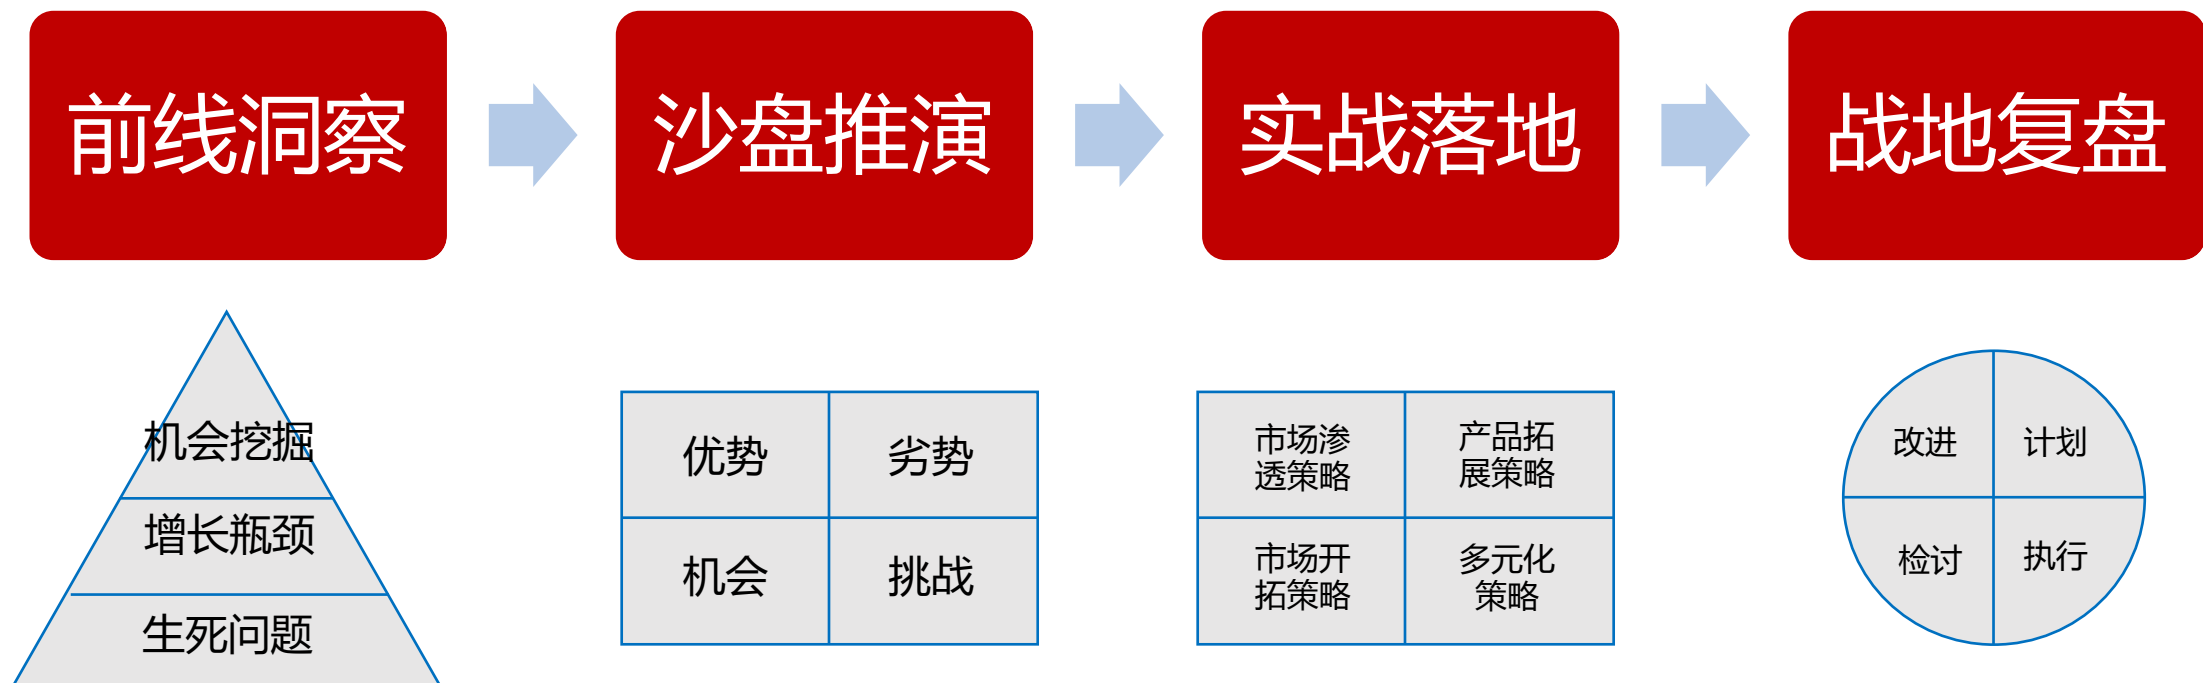 前线洞察
沙盘推演
实战落地
战地复盘
机会挖掘
增长瓶颈
生死问题
优势
劣势
机会
挑战
市场渗
透策略
产品拓
展策略
市场开
拓策略
多元化
策略
改进
计划
检讨
执行